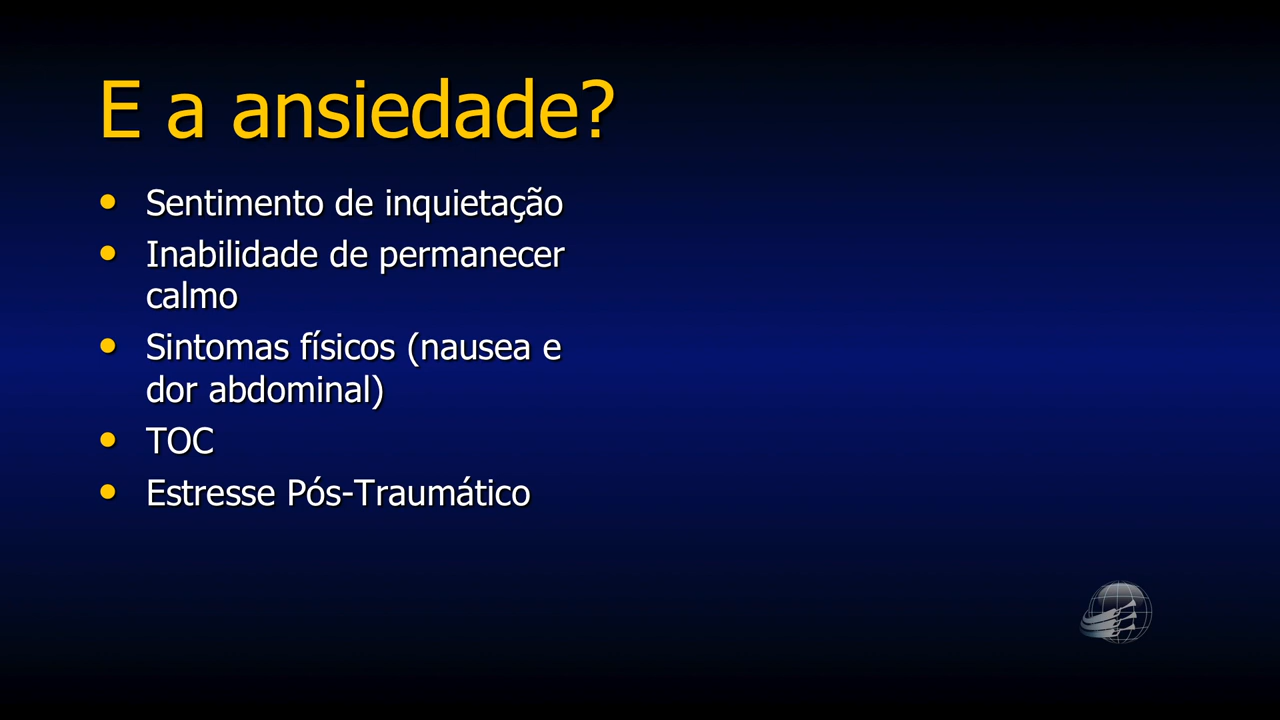 E a ansiedade?
• Sentimento de inquietação
• Inabilidade de permanecer
calmo
• Sintomas físicos (nausea e
dor abdominal)
• TOC
• Estresse Pós-Traumático